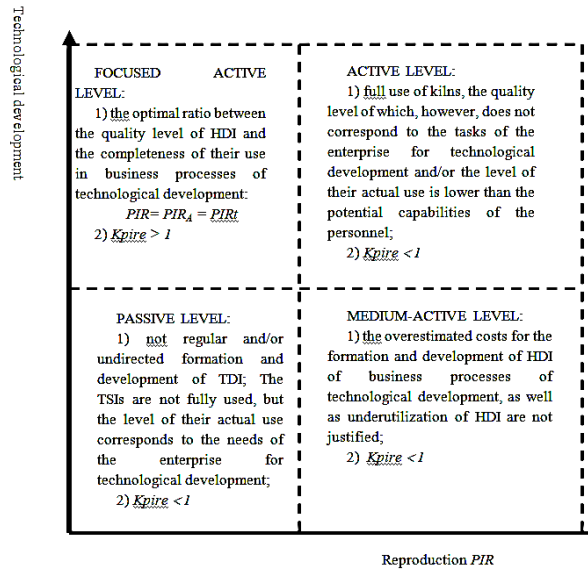 Technological development
FOCUSED ACTIVE
LEVEL:
1) the optimal ratio between
the quality level of HDI and
the completeness of their use
in business processes of
technological development:
PIR= PIRA = PIRt
2) Kpire > 1
ACTIVE LEVEL:
1) full use of kilns, the quality
level of which, however, does not
correspond to the tasks of the
enterprise for technological
development and/or the level of
their actual use is lower than the
potential capabilities of the
personnel;
2) Kpire <1
PASSIVE LEVEL:
1) not regular and/or
undirected formation and
development of TDI; The
TSIs are not fully used, but
the level of their actual use
corresponds to the needs of
the enterprise for
technological development;
2) Kpire <1
MEDIUM-ACTIVE LEVEL:
1) the overestimated costs for the
formation and development of HDI
of business processes of
technological development, as well
as underutilization of HDI are not
justified;
2) Kpire <1
Reproduction PIR